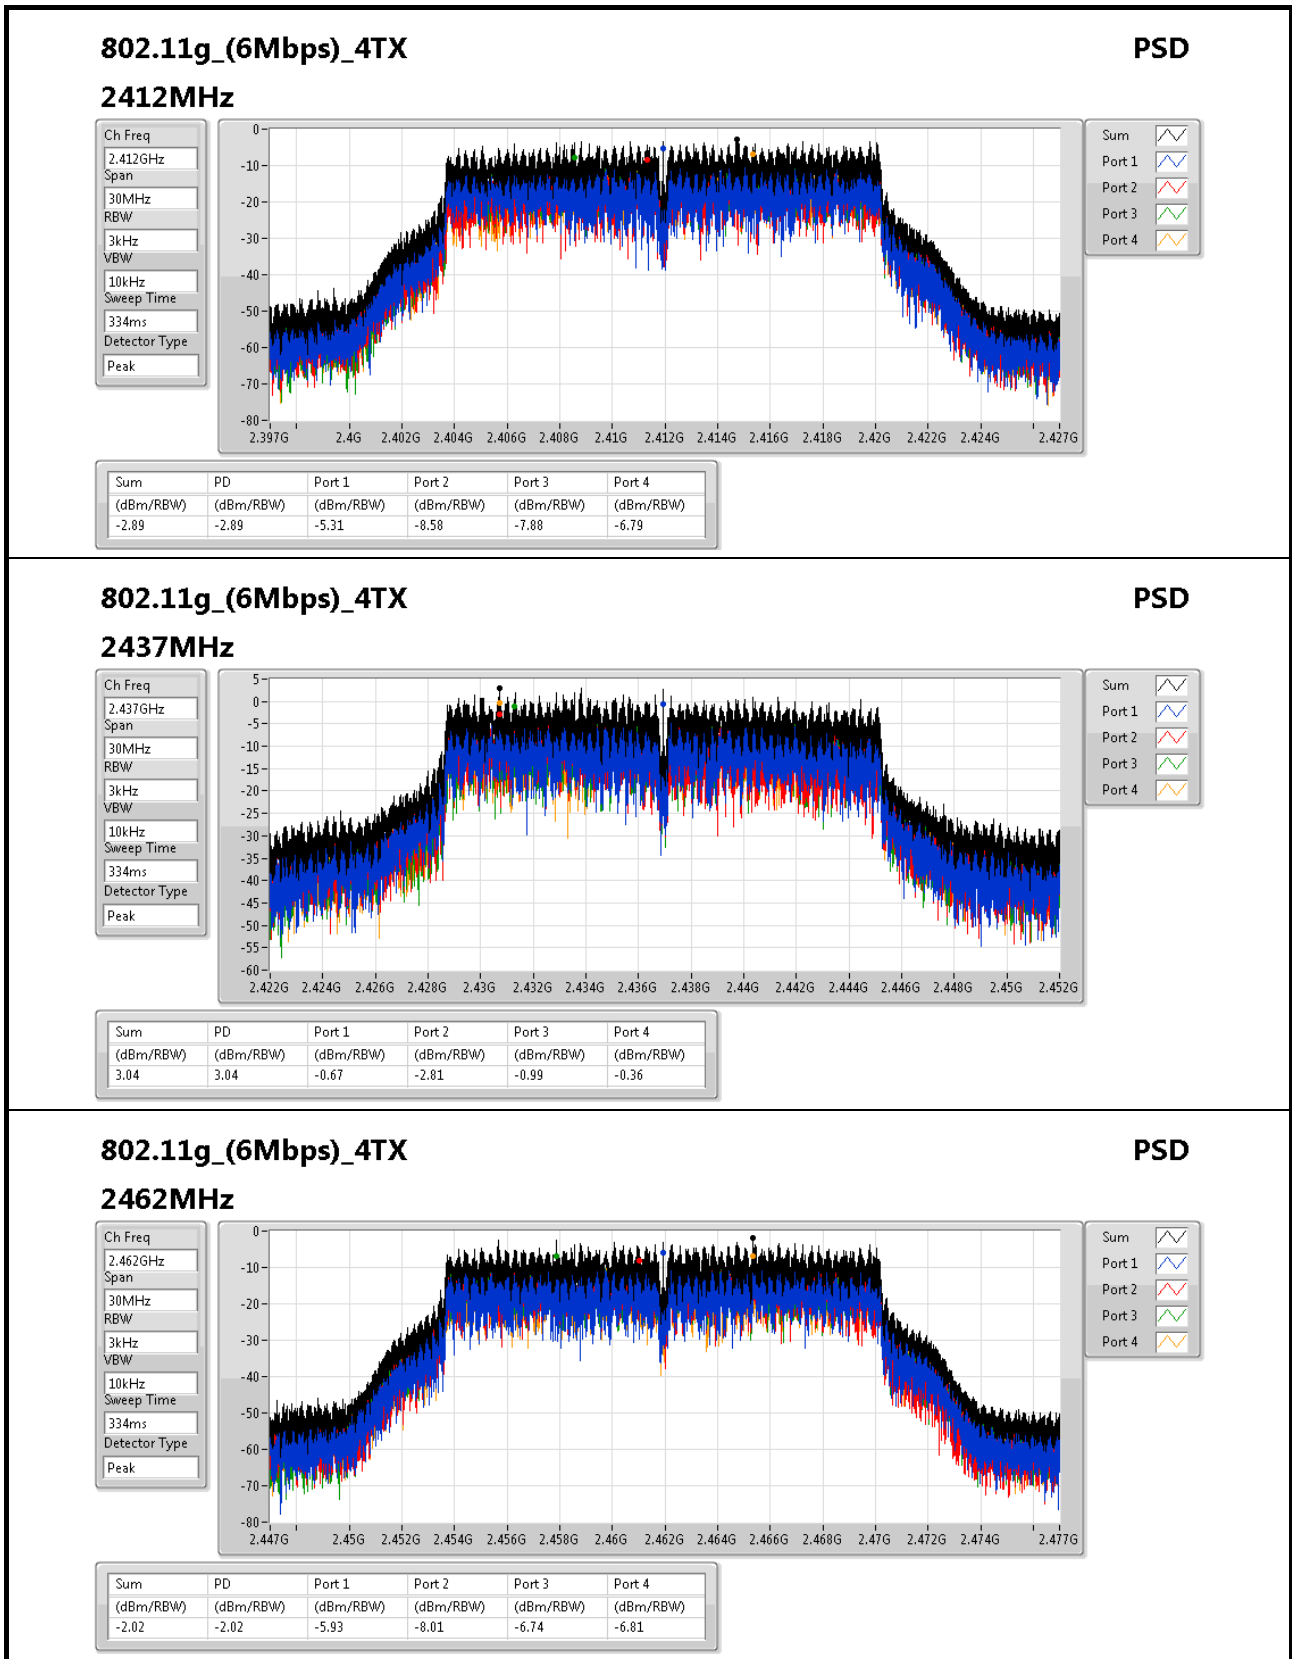 802.11g_(6Mbps)_4TX PSD
2412MHz
Ch Freq
2.412GHz
Span
30MHz
RBW
3kHz
VBW
10kHz
Sweep Time
334ms
Detector Type
Peak
0
-10
-20
-30
-40
-50
-60
-70
-80
2.397G 2.4G 2.402G 2.404G 2.406G 2.408G 2.41G 2.412G 2.414G 2.416G 2.418G 2.42G 2.422G 2.424G 2.427G
Sum
Port 1
Port 2
Port 3
Port 4
Sum PD Port 1 Port 2 Port 3 Port 4
(dBm/RBW) (dBm/RBW) (dBm/RBW) (dBm/RBW) (dBm/RBW) (dBm/RBW)
-2.89 -2.89 -5.31 -8.58 -7.88 -6.79
802.11g_(6Mbps)_4TX PSD
2437MHz
Ch Freq
2.437GHz
Span
30MHz
RBW
3kHz
VBW
10kHz
Sweep Time
334ms
Detector Type
Peak
5
0
-5
-10
-15
-20
-25
-30
-35
-40
-45
-50
-55
-60
2.422G 2.424G 2.426G 2.428G 2.43G 2.432G 2.434G 2.436G 2.438G 2.44G 2.442G 2.444G 2.446G 2.448G 2.45G 2.452G
Sum
Port 1
Port 2
Port 3
Port 4
Sum PD Port 1 Port 2 Port 3 Port 4
(dBm/RBW) (dBm/RBW) (dBm/RBW) (dBm/RBW) (dBm/RBW) (dBm/RBW)
3.04 3.04 -0.67 -2.81 -0.99 -0.36
802.11g_(6Mbps)_4TX PSD
2462MHz
Ch Freq
2.462GHz
Span
30MHz
RBW
3kHz
VBW
10kHz
Sweep Time
334ms
Detector Type
Peak
0
-10
-20
-30
-40
-50
-60
-70
-80
2.447G 2.45G 2.452G 2.454G 2.456G 2.458G 2.46G 2.462G 2.464G 2.466G 2.468G 2.47G 2.472G 2.474G 2.477G
Sum
Port 1
Port 2
Port 3
Port 4
Sum PD Port 1 Port 2 Port 3 Port 4
(dBm/RBW) (dBm/RBW) (dBm/RBW) (dBm/RBW) (dBm/RBW) (dBm/RBW)
-2.02 -2.02 -5.93 -8.01 -6.74 -6.81